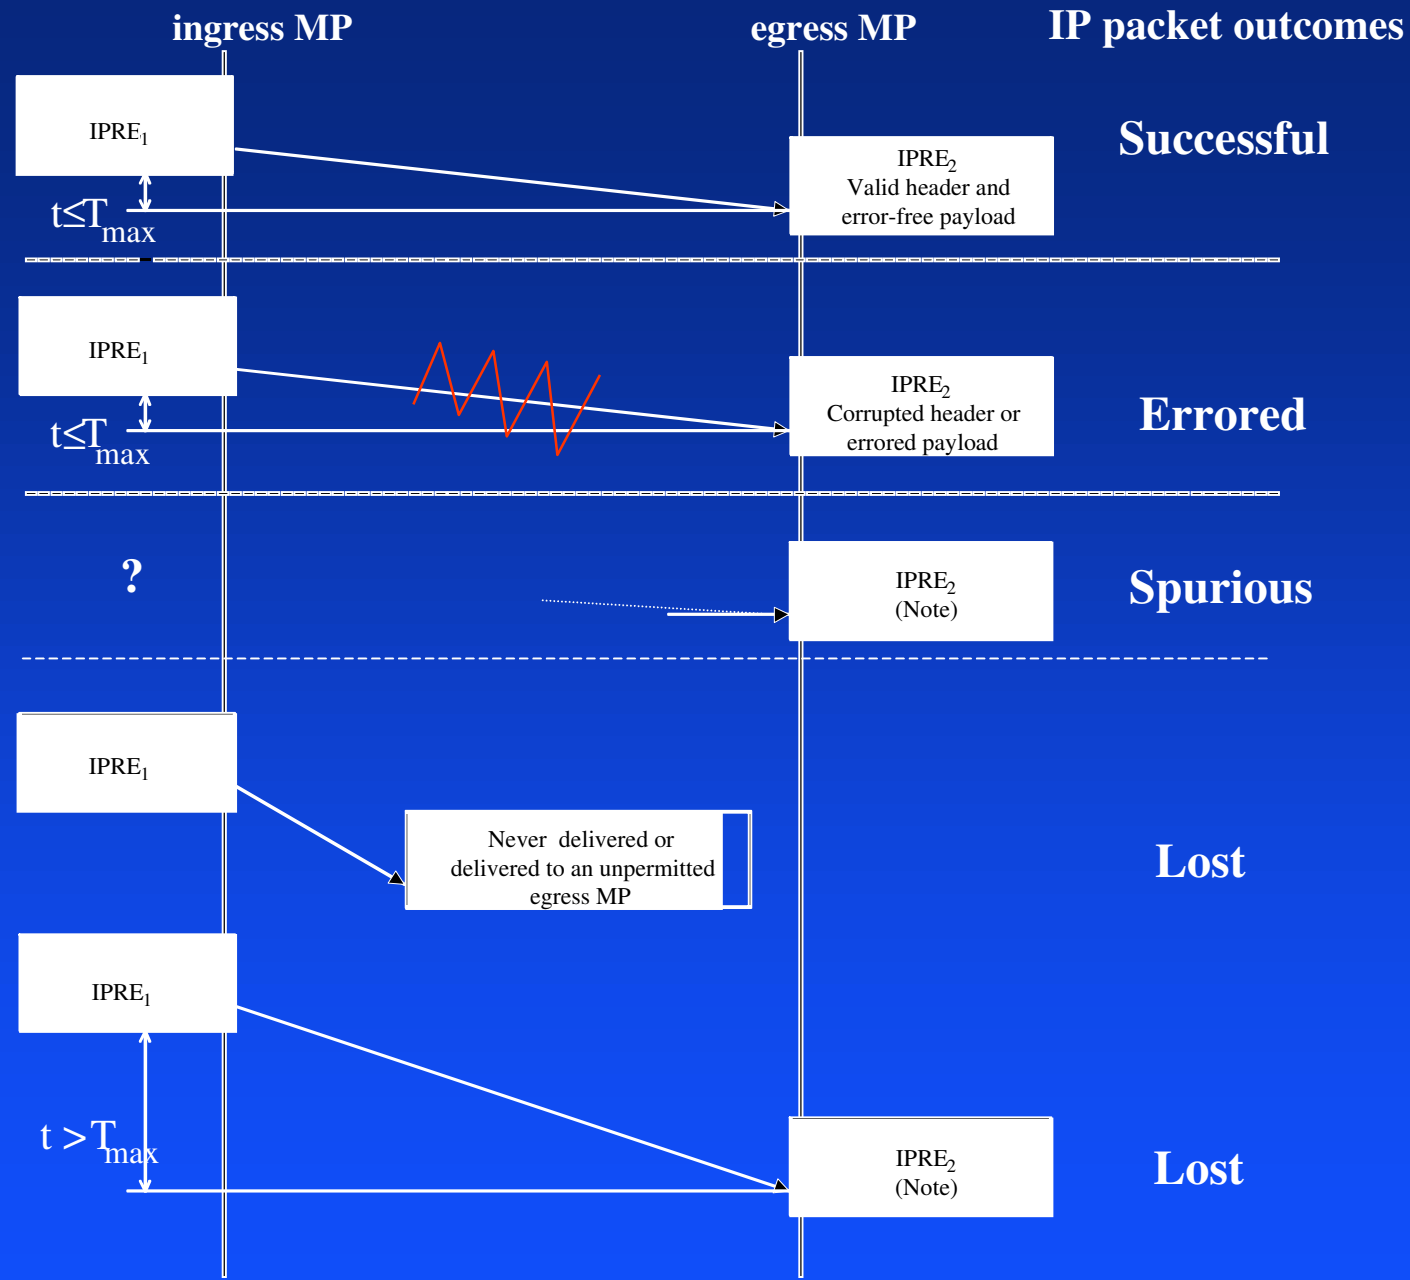 ingress MP
egress MP
IP packet outcomes
IPRE1
t≤Tmax
IPRE2
Valid header and
error-free payload
Successful
IPRE1
t≤Tmax
IPRE2
Corrupted header or
errored payload
Errored
?
IPRE2
(Note)
Spurious
IPRE1
Never delivered or
delivered to an unpermitted
egress MP
Lost
IPRE1
t >Tmax
IPRE2
(Note)
Lost